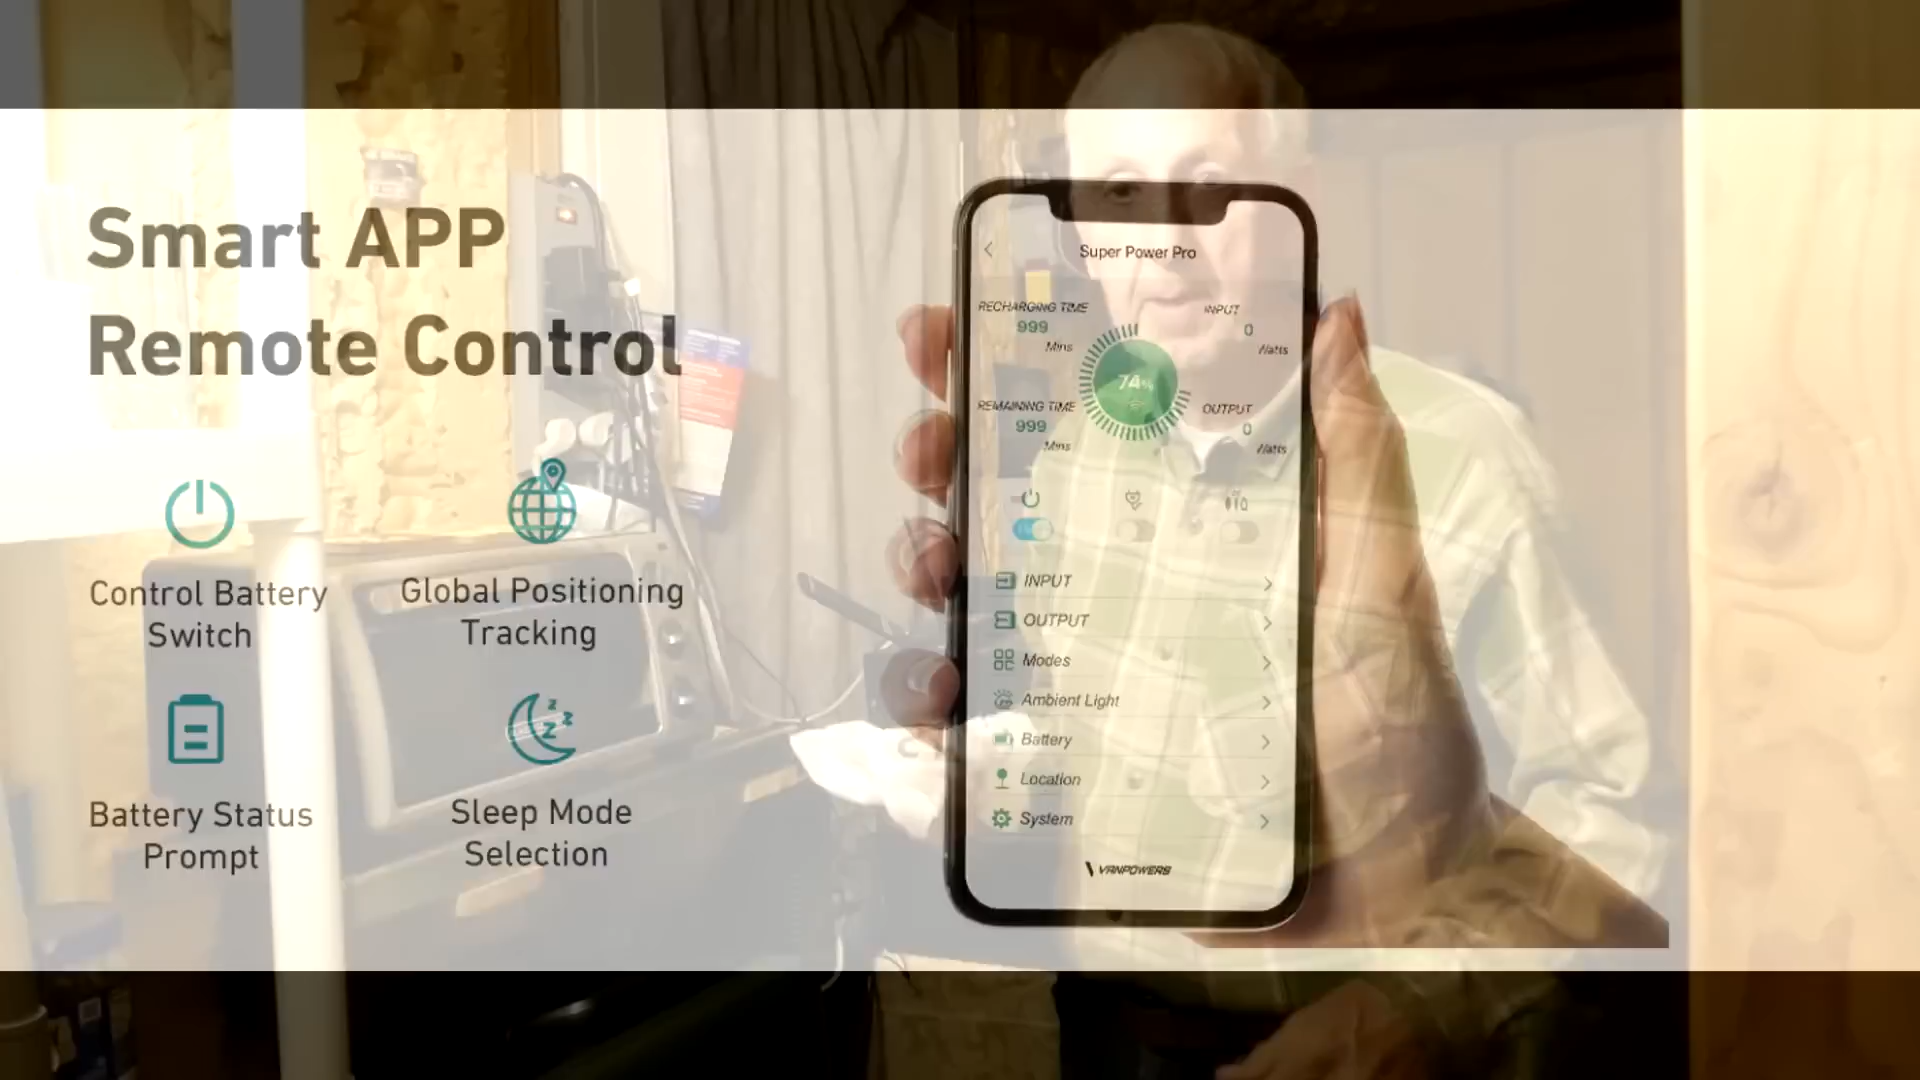 Smart APP
Remote Control
Control Battery
Switch
Global Positioning
Tracking
Battery Status
Prompt
Sleep Mode
Selection
Super Power Pro
RECHARGING TIME
999
Mins
INPUT
0
Watts
74%
REMAINING TIME
999
Mins
OUTPUT
0
Watts
INPUT
OUTPUT
Modes
Ambient Light
Battery
Location
System
VANPOWERS